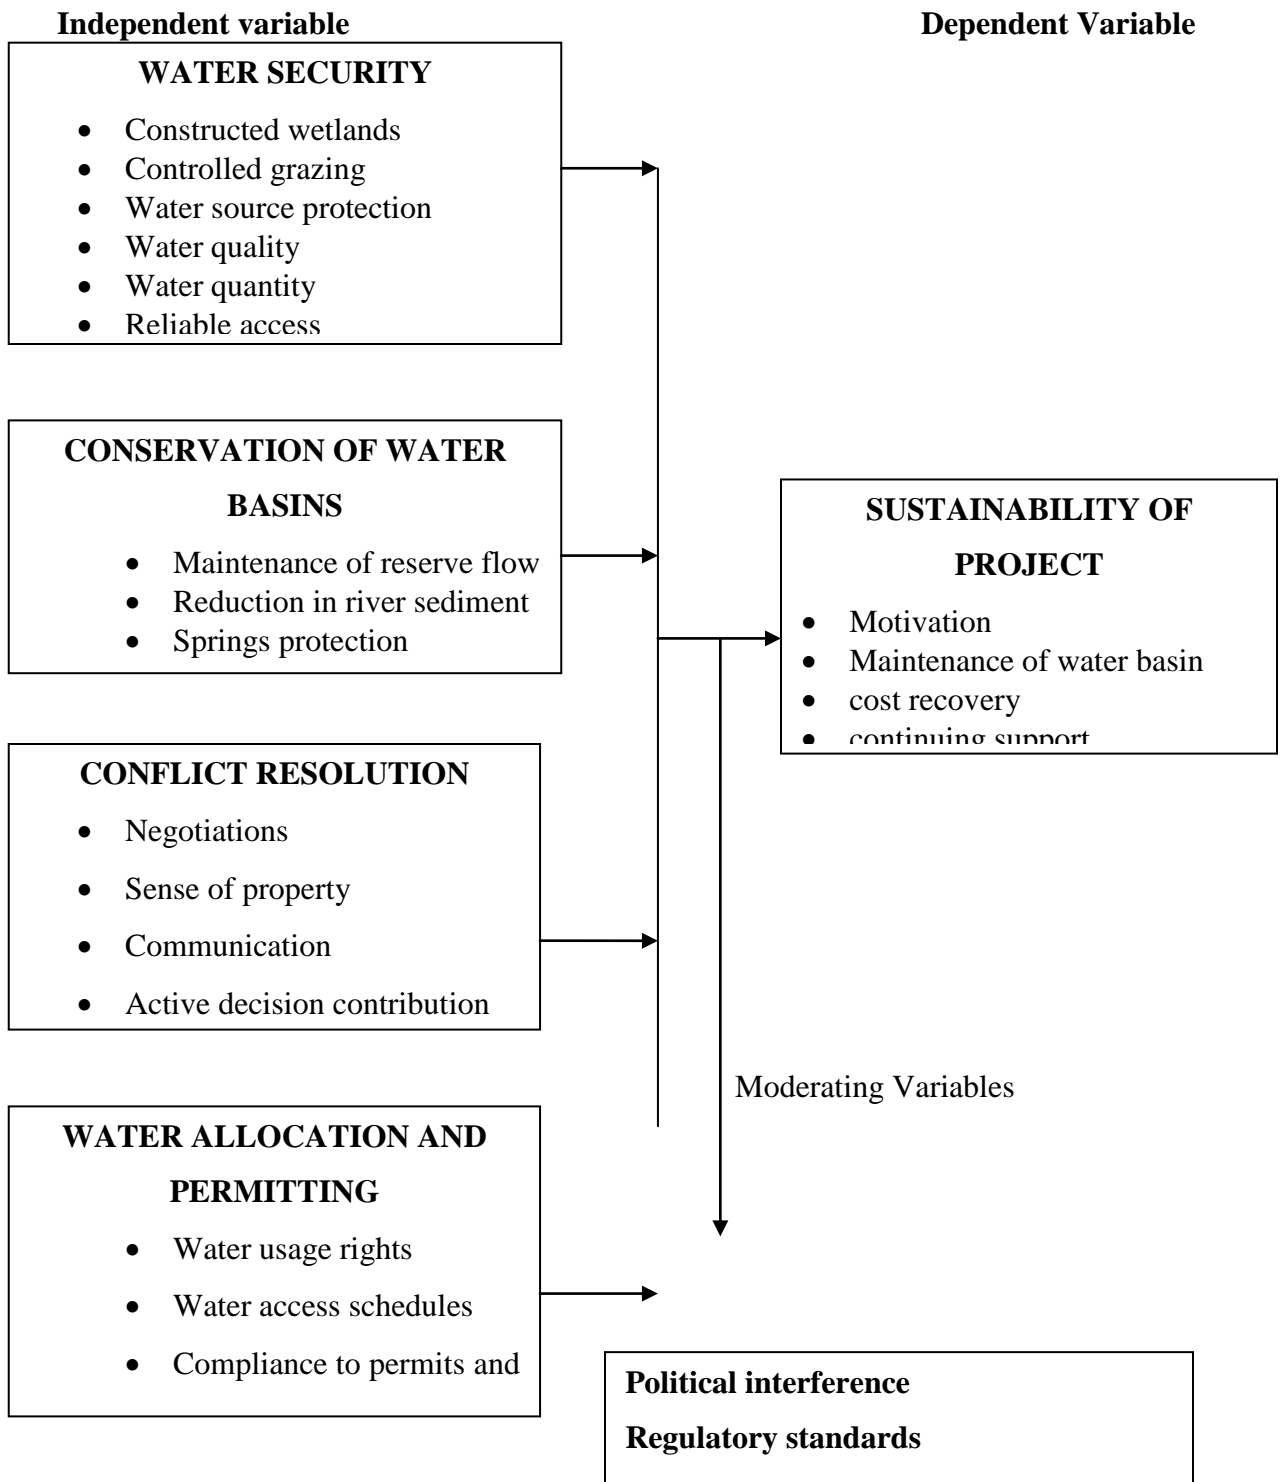 Independent variable
Dependent Variable
WATER SECURITY
• Constructed wetlands
• Controlled grazing
• Water source protection
• Water quality
• Water quantity
• Reliable access
CONSERVATION OF WATER
BASINS
• Maintenance of reserve flow
• Reduction in river sediment
• Springs protection
SUSTAINABILITY OF
PROJECT
• Motivation
• Maintenance of water basin
• cost recovery
• continuing support
CONFLICT RESOLUTION
• Negotiations
• Sense of property
• Communication
• Active decision contribution
Moderating Variables
WATER ALLOCATION AND
PERMITTING
• Water usage rights
• Water access schedules
• Compliance to permits and
Political interference
Regulatory standards